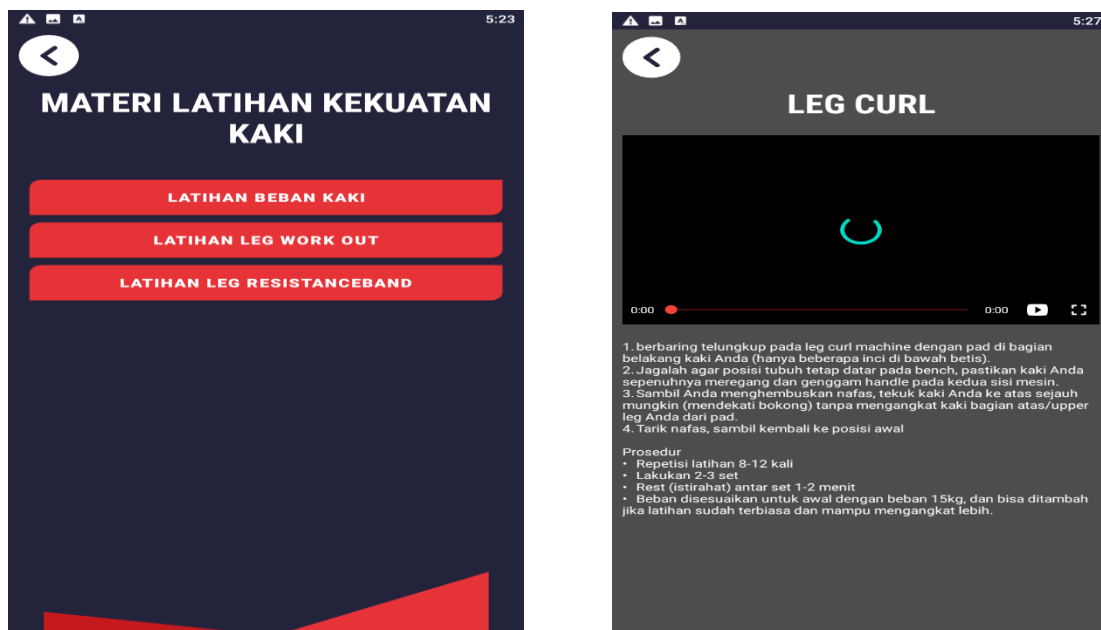 5:23
MATERI LATIHAN KEKUATAN
KAKI
LATIHAN BEBAN KAKI
LATIHAN LEG WORK OUT
LATIHAN LEG RESISTANCEBAND
5:27
LEG CURL
0:00
0:00
1. berbaring telungkup pada leg curl machine dengan pad di bagian
belakang kaki Anda (hanya beberapa inci di bawah betis).
2. Jagalah agar posisi tubuh tetap datar pada bench, pastikan kaki Anda
sepenuhnya meregang dan genggam handle pada kedua sisi mesin.
3. Sambil Anda menghembuskan nafas, tekuk kaki Anda ke atas sejauh
mungkin (mendekati bokong) tanpa mengangkat kaki bagian atas/upper
leg Anda dari pad.
4. Tarik nafas, sambil kembali ke posisi awal
Prosedur
• Repetisi latihan 8-12 kali
• Lakukan 2-3 set
• Rest (istirahat) antar set 1-2 menit
• Beban disesuaikan untuk awal dengan beban 15kg, dan bisa ditambah
jika latihan sudah terbiasa dan mampu mengangkat lebih.